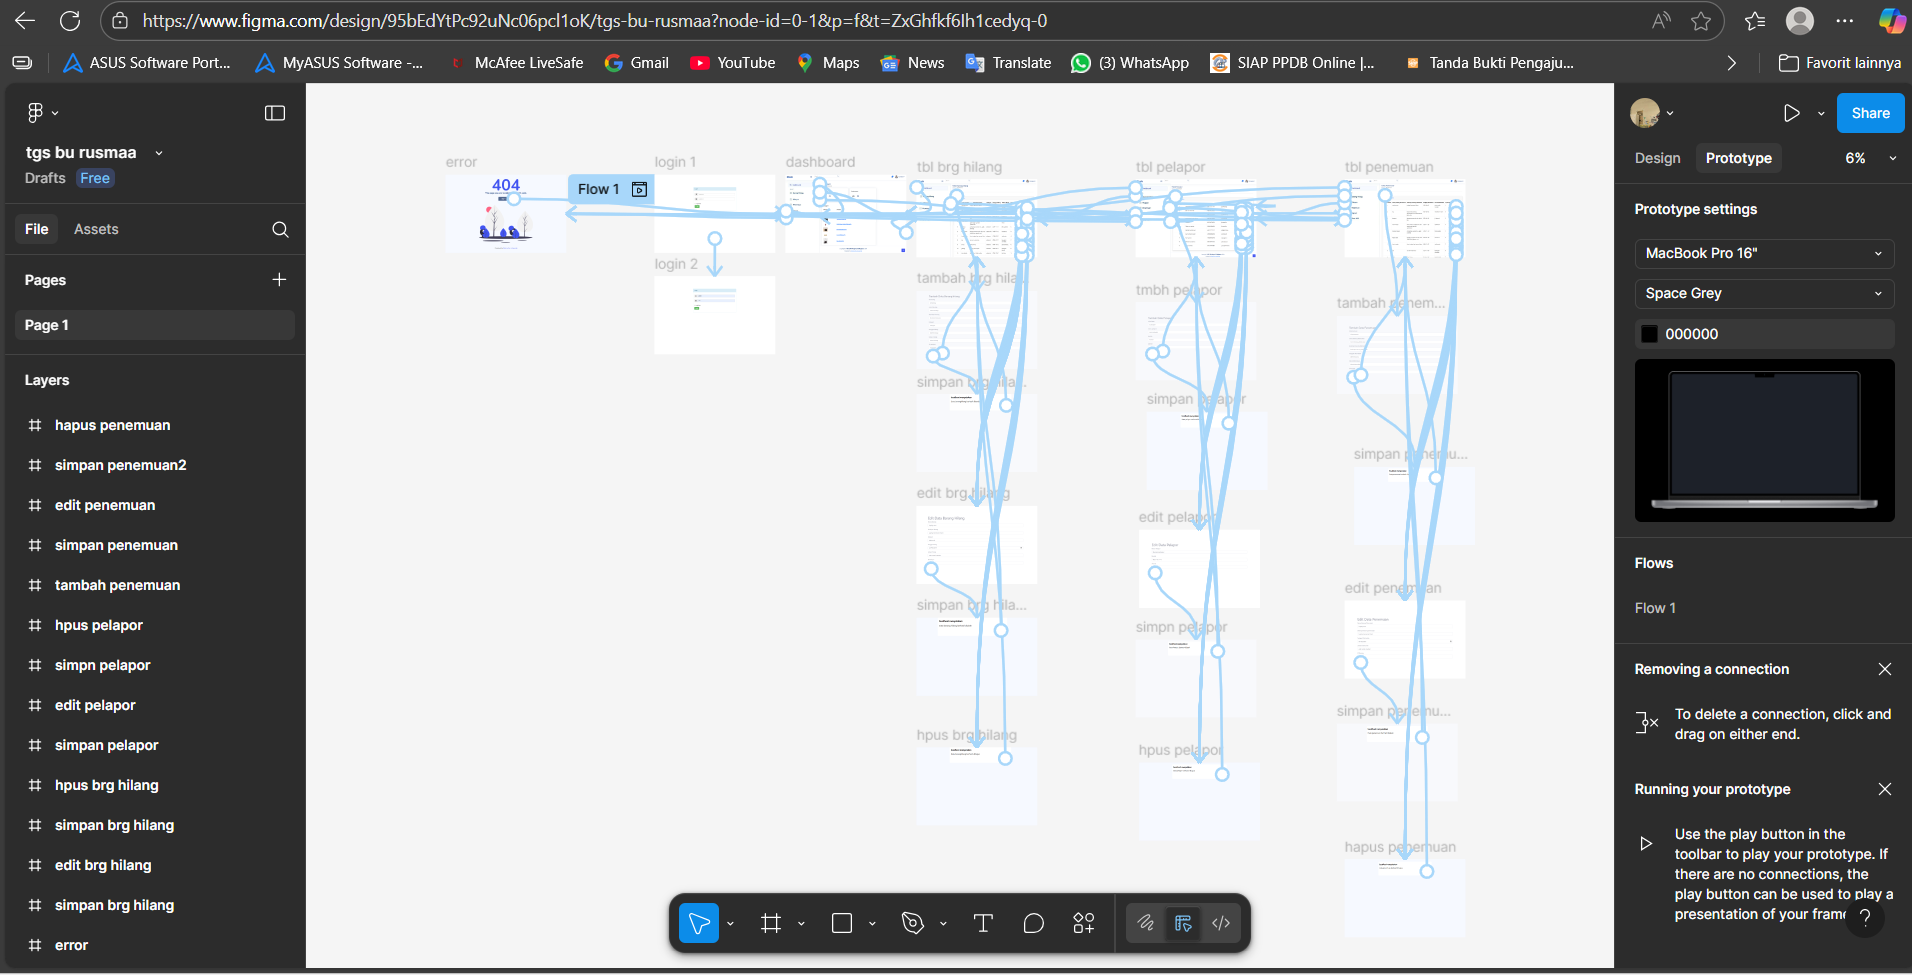 https://www.figma.com/design/95bEdYtPc92uNc06pcl1oK/tgs-bu-rusmaa?node-id=0-1&p=f&t=ZxGhfkf6Ih1cedyq-0
ASUS Software Port...
MyASUS Software -...
McAfee LiveSafe
Gmail
YouTube
Maps
News
Translate
(3) WhatsApp
SIAP PPDB Online |...
Tanda Bukti Pengaju...
Favorit lainnya
tgs bu rusmaa
Drafts Free
File Assets
Pages
Page 1
Layers
hapus penemuan
simpan penemuan2
edit penemuan
simpan penemuan
tambah penemuan
hpus pelapor
simpn pelapor
edit pelapor
simpan pelapor
hpus brg hilang
simpan brg hilang
edit brg hilang
simpan brg hilang
error
error
404
Flow 1
login 1
login 2
dashboard
tbl brg hilang
tambah brg hila...
simpan brg hila...
edit brg hilang
simpan brg hila...
hpus brg hilang
tbl pelapor
tmbh pelapor
simpan pelapor
edit pelapor
simpn pelapor
hpus pelapor
tbl penemuan
tambah penem...
simpan penemu...
edit penemuan
simpan penemu...
hapus penemuan
Share
Design Prototype 6%
Prototype settings
MacBook Pro 16"
Space Grey
000000
Flows
Flow 1
Removing a connection
To delete a connection, click and
drag on either end.
Running your prototype
Use the play button in the
toolbar to play your prototype. If
there are no connections, the
play button can be used to play a
presentation of your fram
?